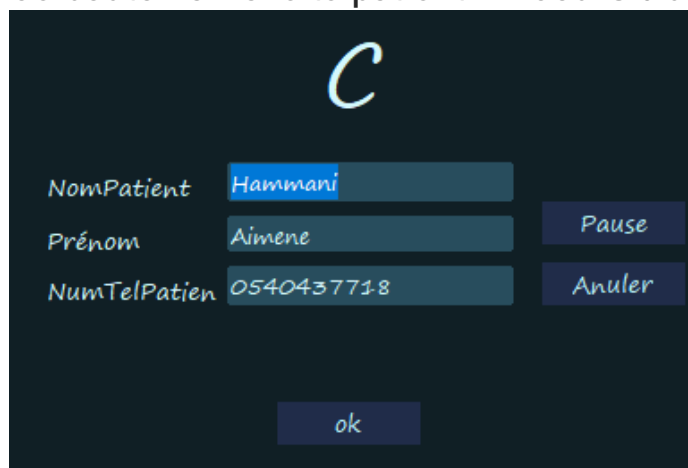 C
NomPatient Hammani
Prénom Aimene
Pause
NumTelPatien 0540437718
Anuler
ok